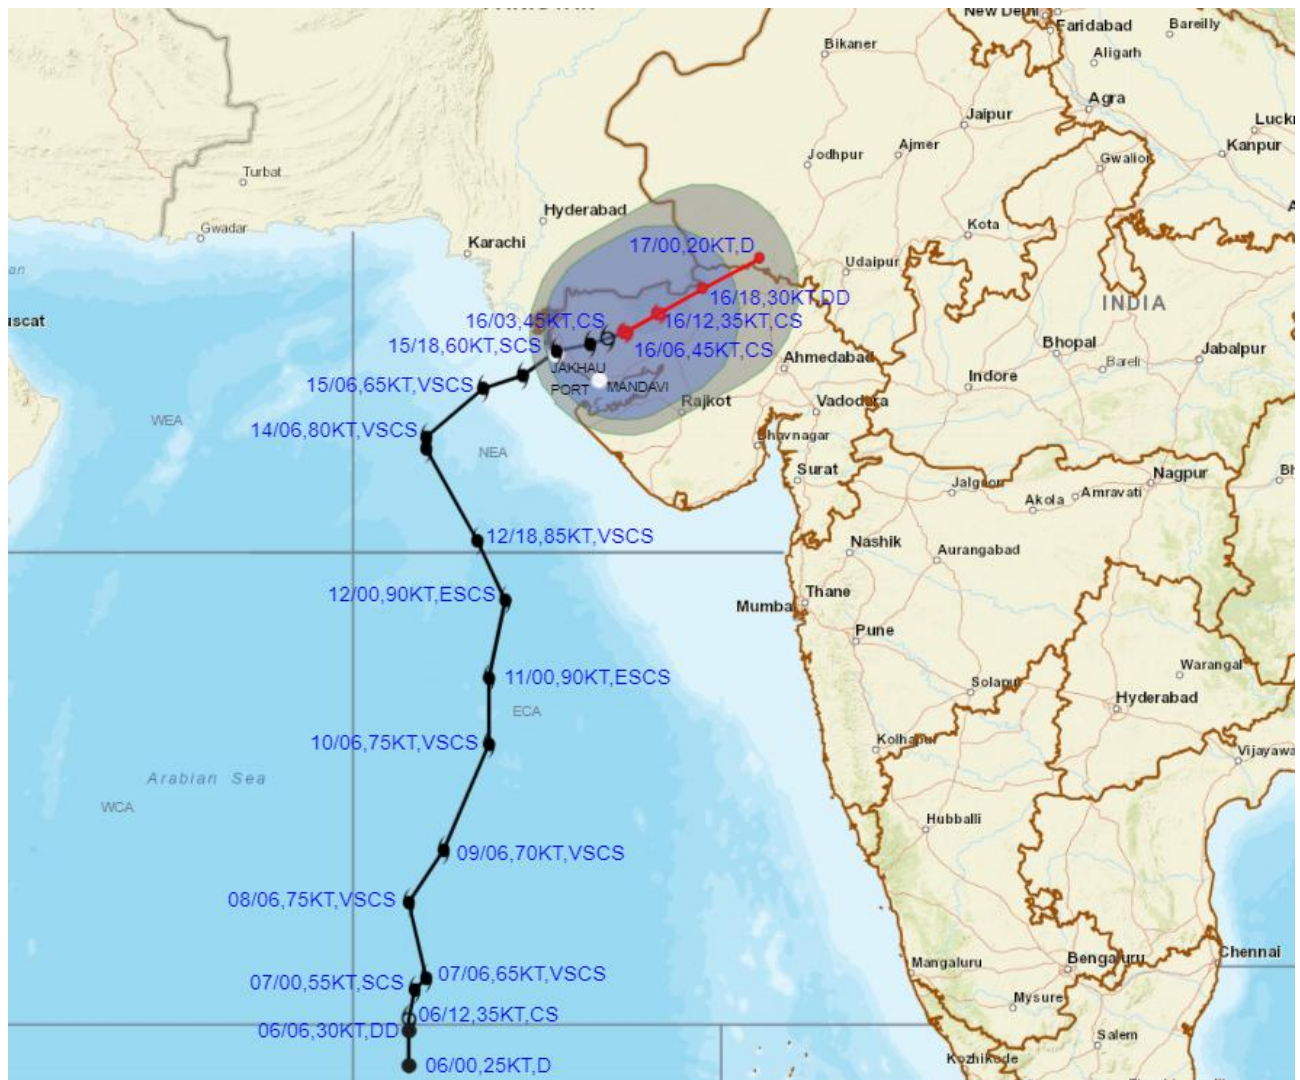 New Delhi
Faridabad
Bareilly
Bikaner
Aligarh
Agra
Jaipur
Kanpur
Jodhpur
Ajmer
Gwalior
Turbat
Hyderabad
Kota
Gwadar
Karachi
17/00,20KT,D
Udaipur
16/18,30KT,DD
INDIA
16/03,45KT,CS
16/12,35KT,CS
15/18,60KT,SCS
16/06,45KT,CS
Ahmedabad
Bhopal
Bareli
Jabalpur
JAKHAU
PORT
MANDAVI
15/06,65KT,VSCS
Indore
Rajkot
Vadodara
WEA
14/06,80KT,VSCS
NEA
Bhavnagar
Surat
Nagpur
Jalgaon
Akola
Amravati
12/18,85KT,VSCS
Nashik
Aurangabad
12/00,90KT,ESCS
Thane
Mumba
Pune
Warangal
11/00,90KT,ESCS
Solapur
Hyderabad
ECA
10/06,75KT,VSCS
Kolhapur
Vijayawa
Arabian Sea
WCA
Hubballi
09/06,70KT,VSCS
08/06,75KT,VSCS
Chennai
Mangaluru
Bengaluru
07/06,65KT,VSCS
07/00,55KT,SCS
Mysuru
06/12,35KT,CS
06/06,30KT,DD
Salem
Kozhikode
06/00,25KT,D